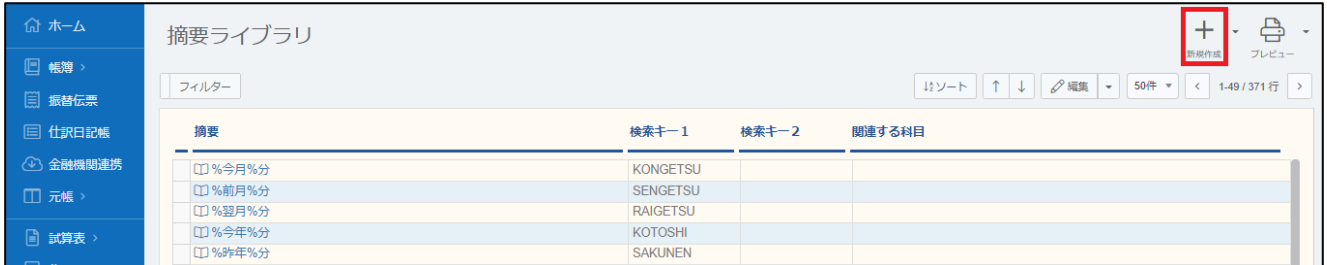 ホーム
帳簿
振替伝票
仕訳日記帳
金融機関連携
元帳
試算表
摘要ライブラリ
新規作成
プレビュー
フィルター
ソート ↑ ↓ 編集 50件 < 1-49 / 371 行 >
摘要 検索キー1 検索キー2 関連する科目
%今月%分 KONGETSU
%前月%分 SENGETSU
%翌月%分 RAIGETSU
%今年%分 KOTOSHI
%昨年%分 SAKUNEN